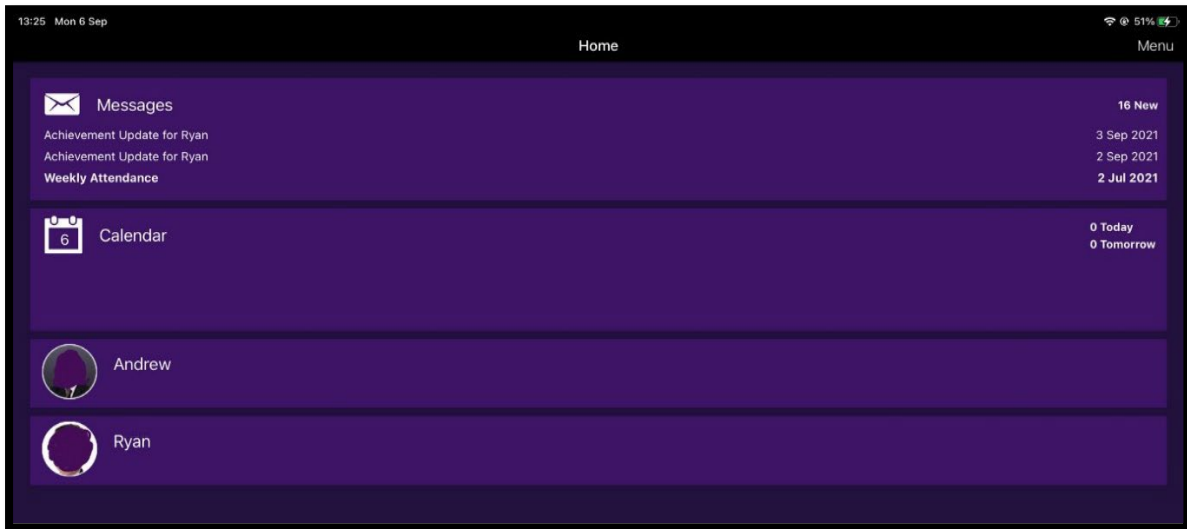 13:25 Mon 6 Sep 51%
Home Menu
Messages 16 New
Achievement Update for Ryan 3 Sep 2021
Achievement Update for Ryan 2 Sep 2021
Weekly Attendance 2 Jul 2021
6 Calendar 0 Today
0 Tomorrow
Andrew
Ryan